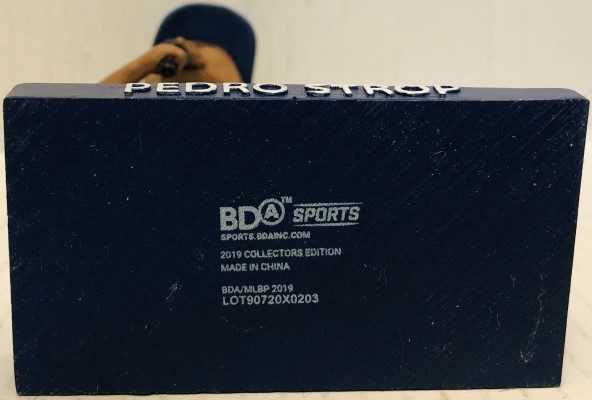 PEDRO STROP
BDA™ SPORTS
SPORTS.BDAINC.COM
2019 COLLECTORS EDITION
MADE IN CHINA
BDA/MLBP 2019
LOT90720X0203